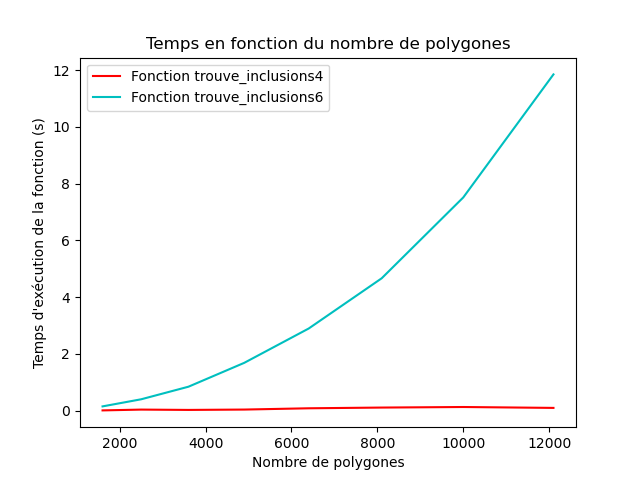 Temps en fonction du nombre de polygones
Fonction trouve_inclusions4
Fonction trouve_inclusions6
Temps d'exécution de la fonction (s)
12
10
8
6
4
2
0
2000 4000 6000 8000 10000 12000
Nombre de polygones